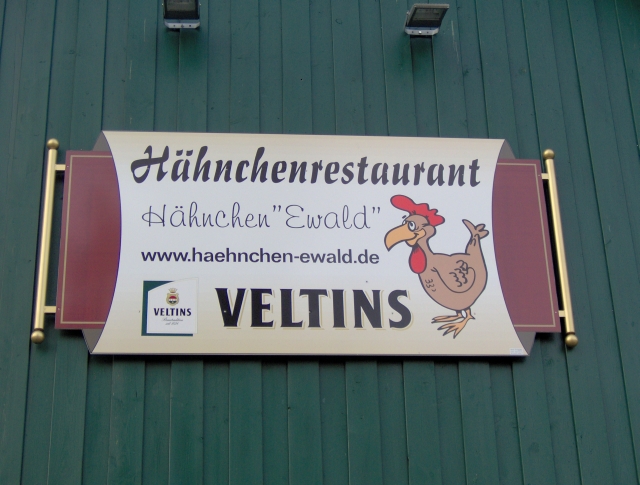 Hähnchenrestaurant
Hähnchen"Ewald"
www.haehnchen-ewald.de
VELTINS
VELTINS